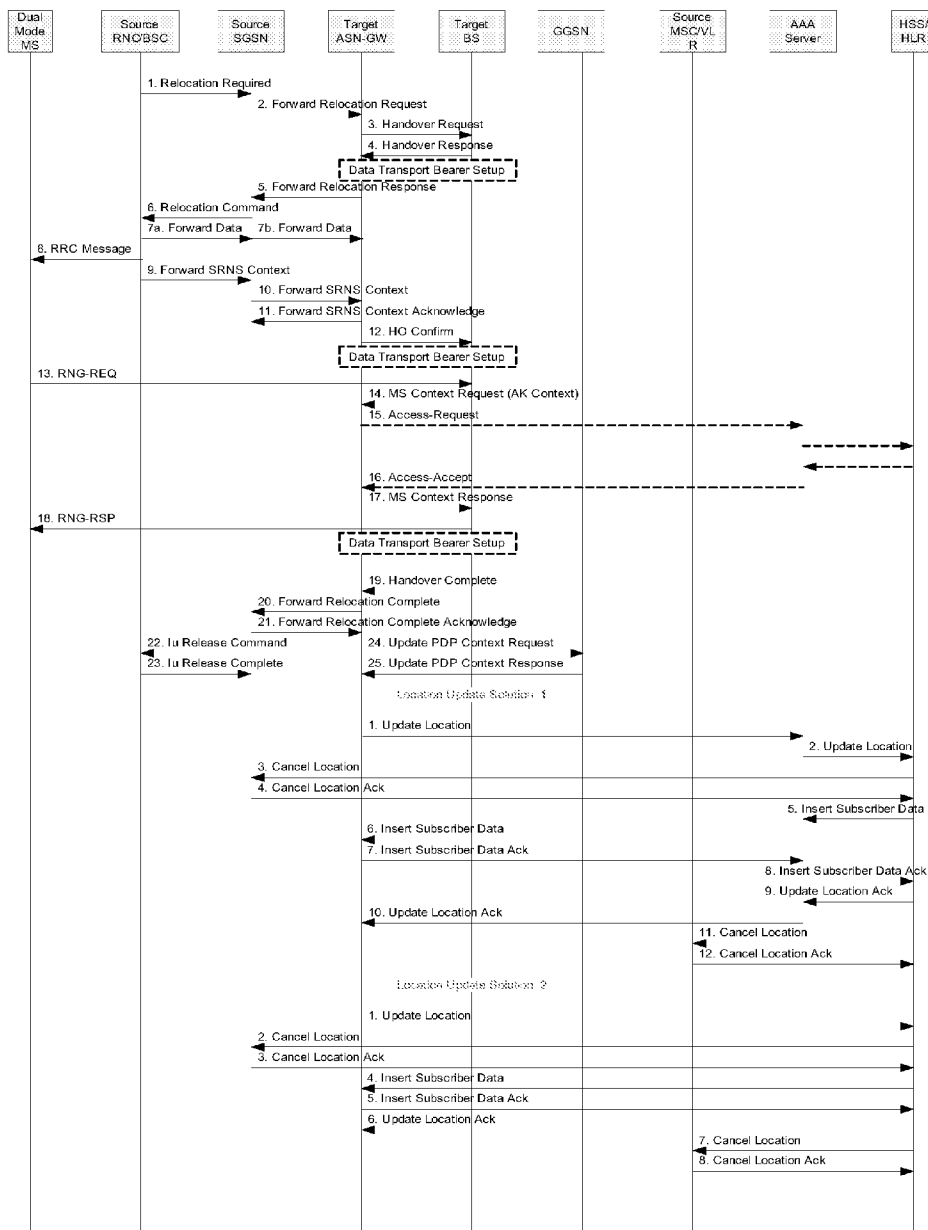 Dual
Mode
MS
Source
RNC/BSC
Source
SGSN
Target
ASN-GW
Target
BS
GGSN
Source
MSC/VL
R
AAA
Server
HSS/
HLR
1. Relocation Required
2. Forward Relocation Request
3. Handover Request
4. Handover Response
Data Transport Bearer Setup
5. Forward Relocation Response
6. Relocation Command
7a. Forward Data
7b. Forward Data
8. RRC Message
9. Forward SRNS Context
10. Forward SRNS Context
11. Forward SRNS Context Acknowledge
12. HO Confirm
Data Transport Bearer Setup
13. RNG-REQ
14. MS Context Request (AK Context)
15. Access-Request
16. Access-Accept
17. MS Context Response
18. RNG-RSP
Data Transport Bearer Setup
19. Handover Complete
20. Forward Relocation Complete
21. Forward Relocation Complete Acknowledge
22. Iu Release Command
24. Update PDP Context Request
23. Iu Release Complete
25. Update PDP Context Response
Location Update Solution 1
1. Update Location
2. Update Location
3. Cancel Location
4. Cancel Location Ack
5. Insert Subscriber Data
6. Insert Subscriber Data
7. Insert Subscriber Data Ack
8. Insert Subscriber Data Ack
9. Update Location Ack
10. Update Location Ack
11. Cancel Location
12. Cancel Location Ack
Location Update Solution 2
1. Update Location
2. Cancel Location
3. Cancel Location Ack
4. Insert Subscriber Data
5. Insert Subscriber Data Ack
6. Update Location Ack
7. Cancel Location
8. Cancel Location Ack